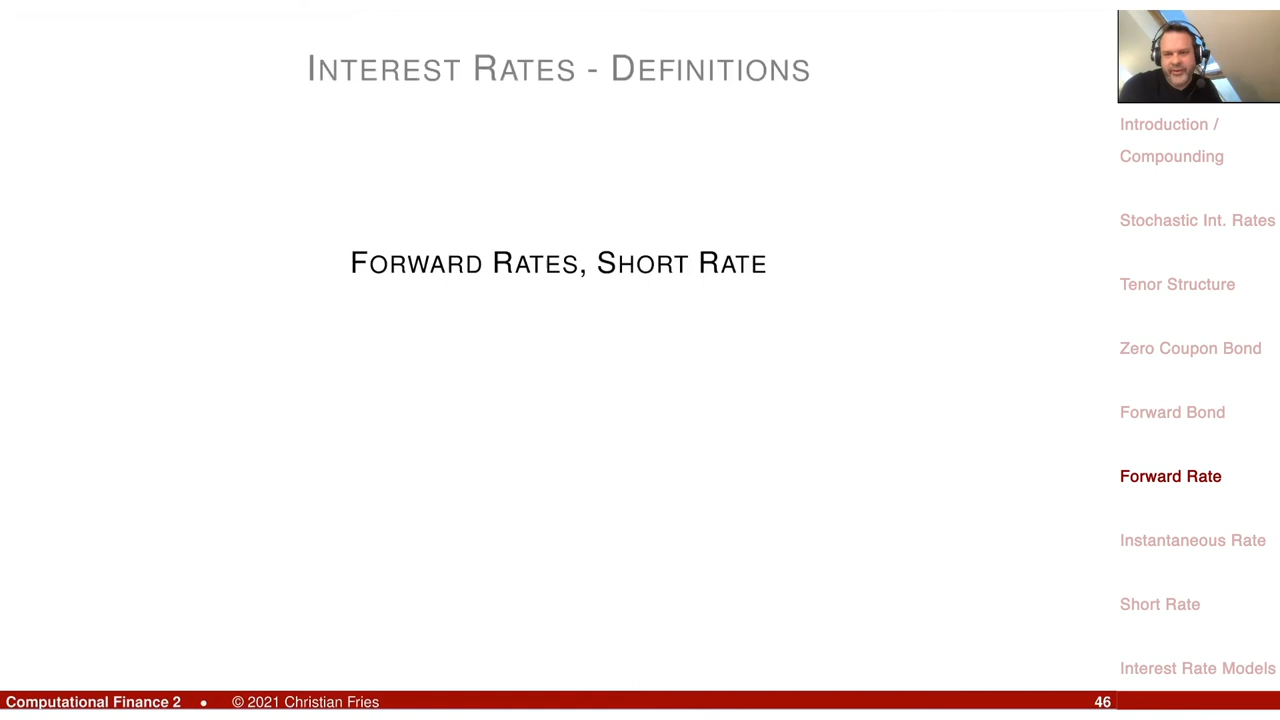 INTEREST RATES - DEFINITIONS
FORWARD RATES, SHORT RATE
Introduction /
Compounding
Stochastic Int. Rates
Tenor Structure
Zero Coupon Bond
Forward Bond
Forward Rate
Instantaneous Rate
Short Rate
Interest Rate Models
Computational Finance 2 • © 2021 Christian Fries 46